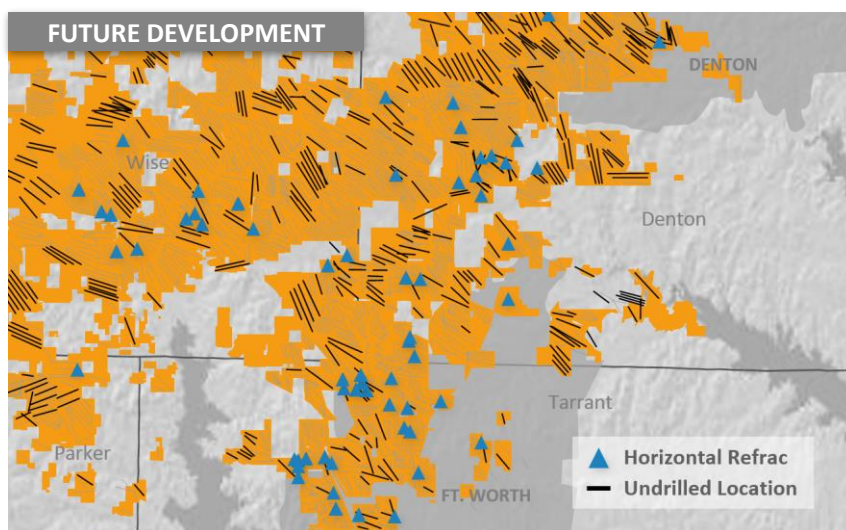 FUTURE DEVELOPMENT
DENTON
Wise
Denton
Tarrant
Parker
Horizontal Refrac
Undrilled Location
FT. WORTH